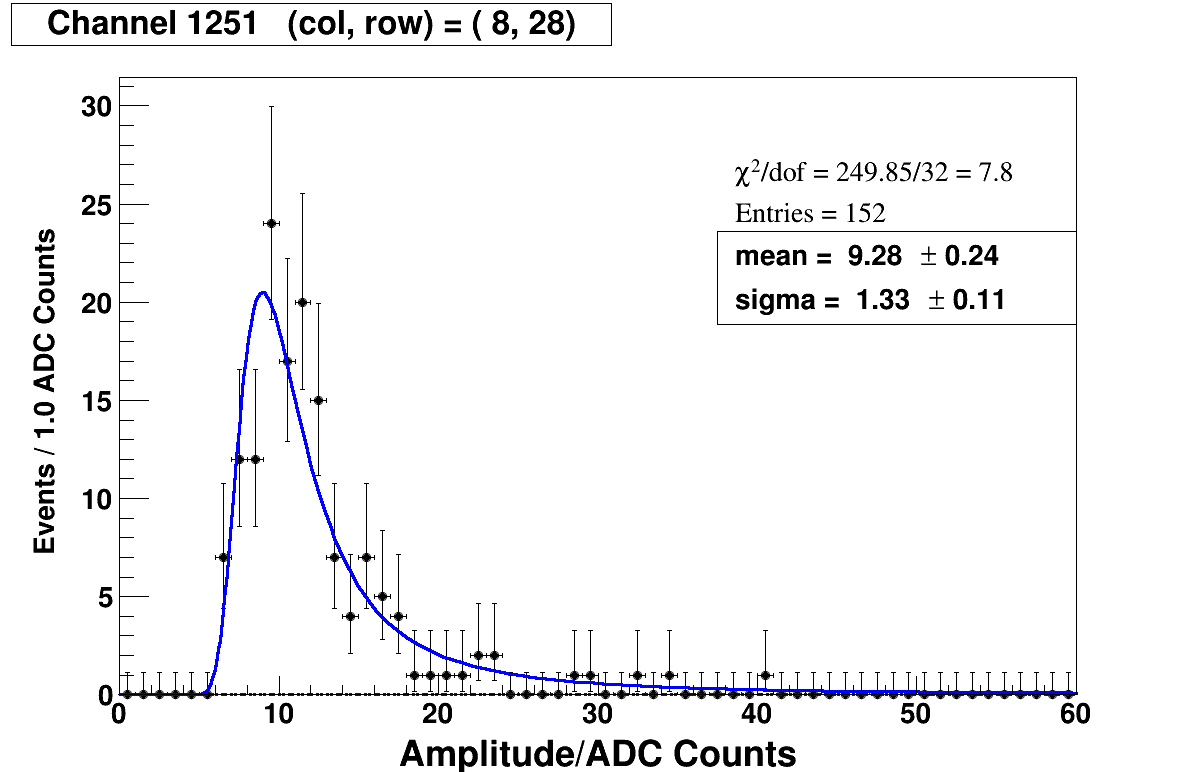 Channel 1251 (col, row) = ( 8, 28)
30
25
20
15
10
5
0
Events / 1.0 ADC Counts
χ²/dof = 249.85/32 = 7.8
Entries = 152
mean = 9.28 ± 0.24
sigma = 1.33 ± 0.11
0 10 20 30 40 50 60
Amplitude/ADC Counts